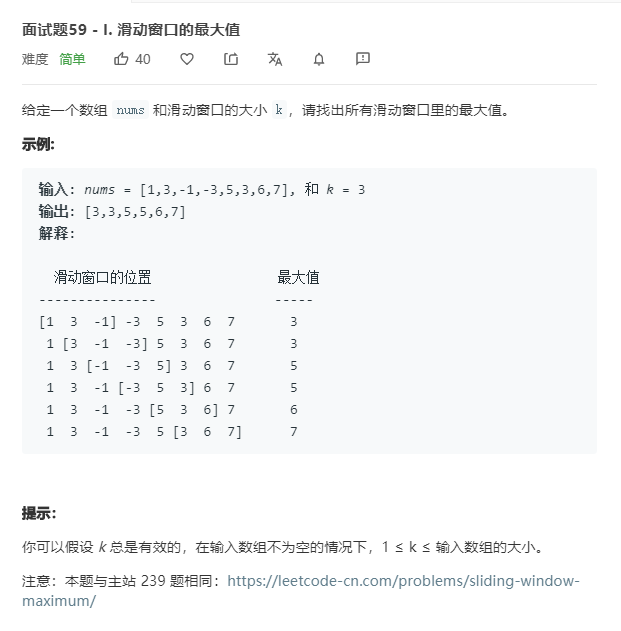 面试题59 - I. 滑动窗口的最大值
难度 简单 40
给定一个数组 nums 和滑动窗口的大小 k，请找出所有滑动窗口里的最大值。
示例:
输入: nums = [1,3,-1,-3,5,3,6,7], 和 k = 3
输出: [3,3,5,5,6,7]
解释:
滑动窗口的位置 最大值
--------------- -----
[1 3 -1] -3 5 3 6 7 3
1 [3 -1 -3] 5 3 6 7 3
1 3 [-1 -3 5] 3 6 7 5
1 3 -1 [-3 5 3] 6 7 5
1 3 -1 -3 [5 3 6] 7 6
1 3 -1 -3 5 [3 6 7] 7
提示：
你可以假设 k 总是有效的，在输入数组不为空的情况下，1 ≤ k ≤ 输入数组的大小。
注意：本题与主站 239 题相同：https://leetcode-cn.com/problems/sliding-window-
maximum/